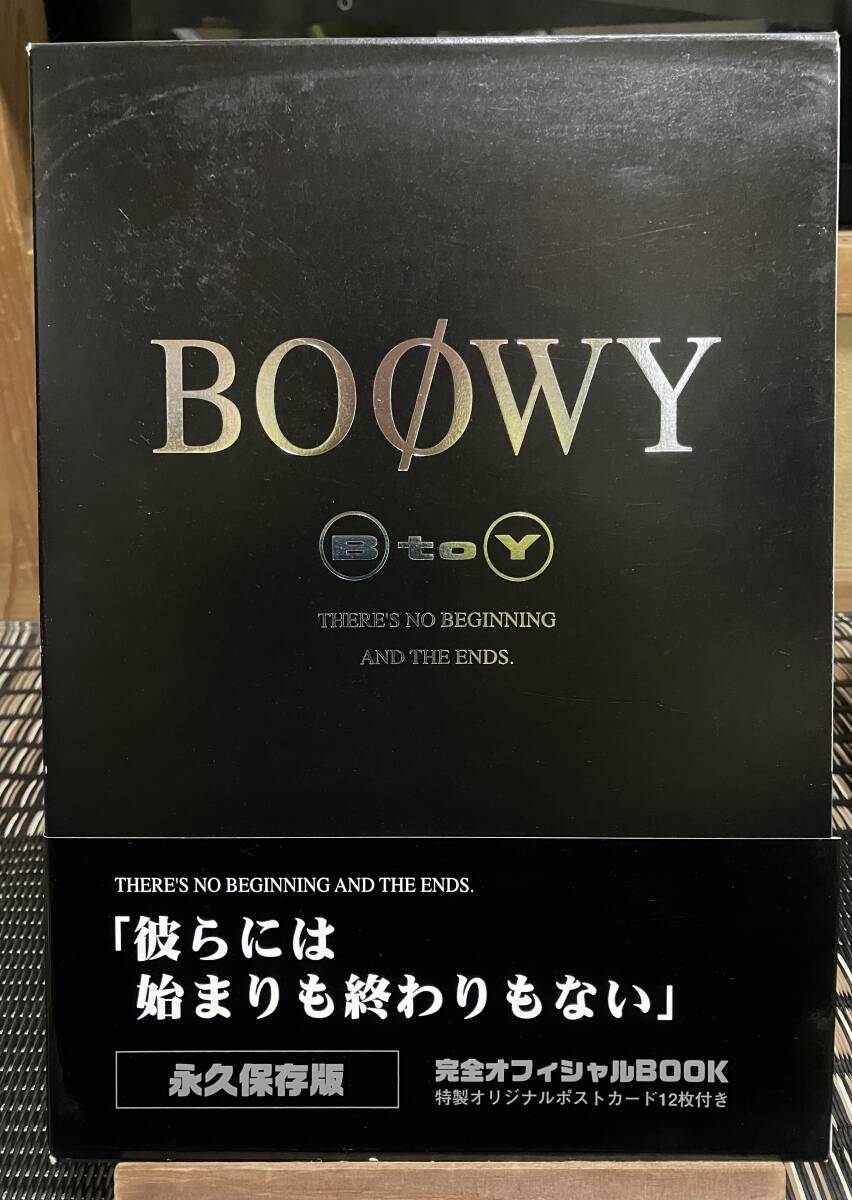 BOØWY
B to Y
THERE'S NO BEGINNING
AND THE ENDS.
THERE'S NO BEGINNING AND THE ENDS.
「彼らには
始まりも終わりもない」
永久保存版
完全オフィシャルBOOK
特製オリジナルポストカード12枚付き